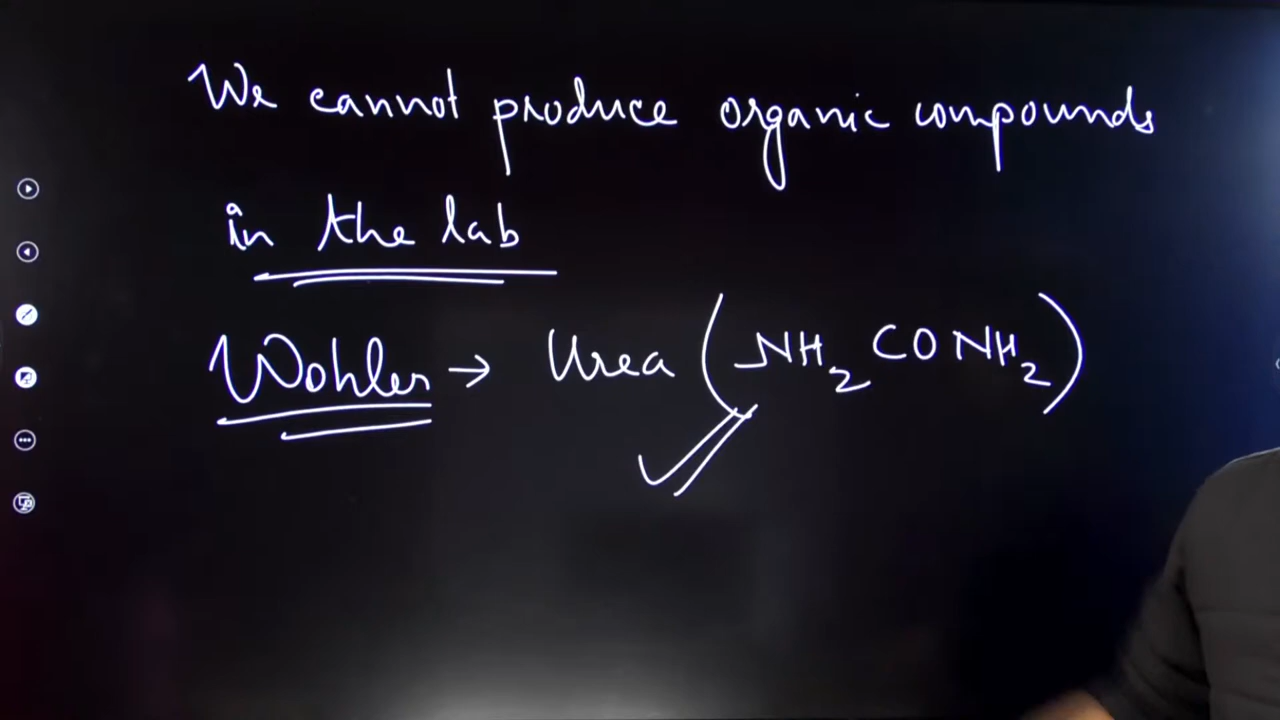 We cannot produce organic compounds
in the lab
Wohler → Urea (NH₂CONH₂)